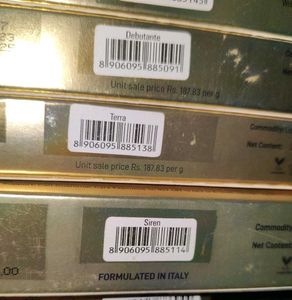 Debutante
8 906095 885091
Unit sale price Rs. 187.83 per g
Terra
8 906095 885138
Commodity
Unit sale price Rs. 187.83 per g
Net Content:
Siren
8 906095 885114
Commodity
Net Content:
.00
FORMULATED IN ITALY